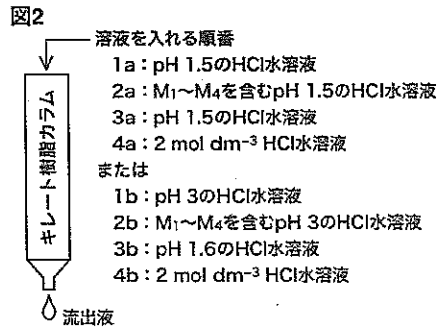 図2
溶液を入れる順番
1a：pH 1.5のHCl水溶液
2a：M₁〜M₄を含むpH 1.5のHCl水溶液
3a：pH 1.5のHCl水溶液
4a：2 mol dm⁻³ HCl水溶液
または
1b：pH 3のHCl水溶液
2b：M₁〜M₄を含むpH 3のHCl水溶液
3b：pH 1.6のHCl水溶液
4b：2 mol dm⁻³ HCl水溶液
キレート樹脂カラム
流出液